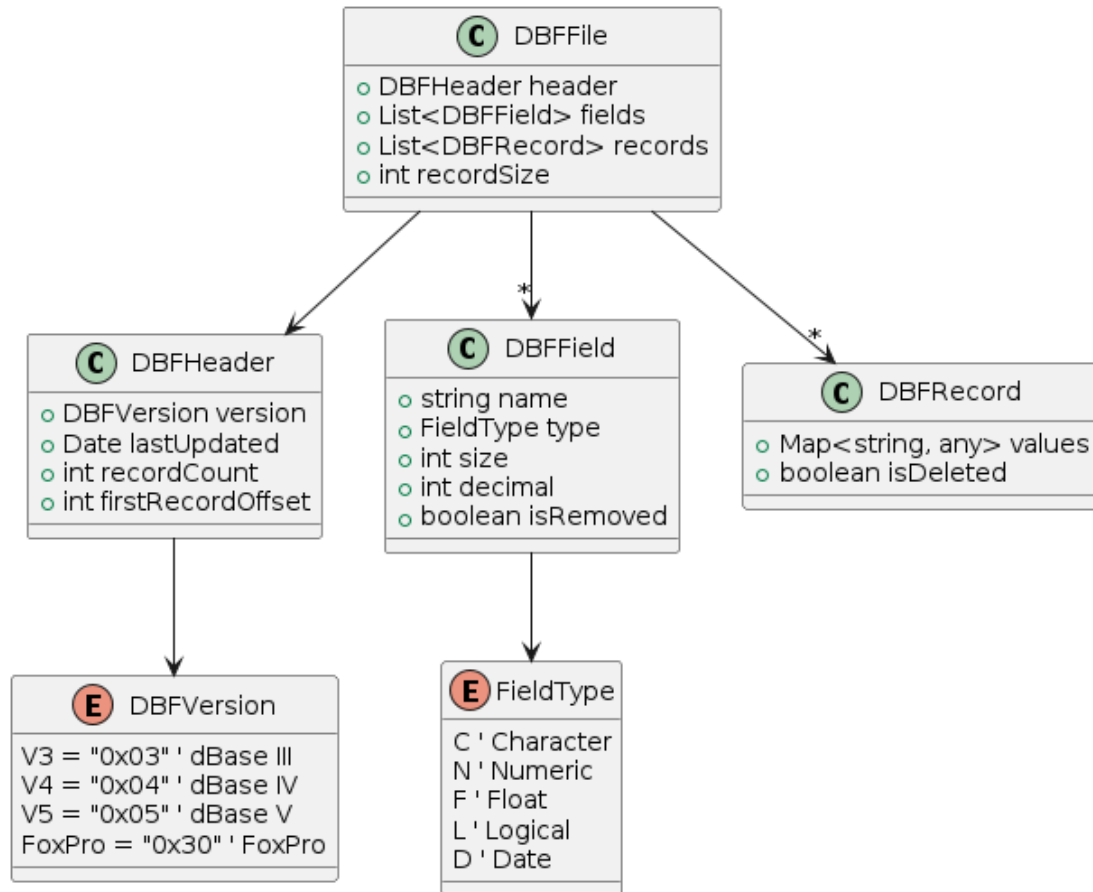 C DBFFile
DBFHeader header
List<DBFField> fields
List<DBFRecord> records
int recordSize
*
*
C DBFHeader
DBFVersion version
Date lastUpdated
int recordCount
int firstRecordOffset
C DBFField
string name
FieldType type
int size
int decimal
boolean isRemoved
C DBFRecord
Map<string, any> values
boolean isDeleted
E DBFVersion
V3 = "0x03" ' dBase III
V4 = "0x04" ' dBase IV
V5 = "0x05" ' dBase V
FoxPro = "0x30" ' FoxPro
E FieldType
C ' Character
N ' Numeric
F ' Float
L ' Logical
D ' Date